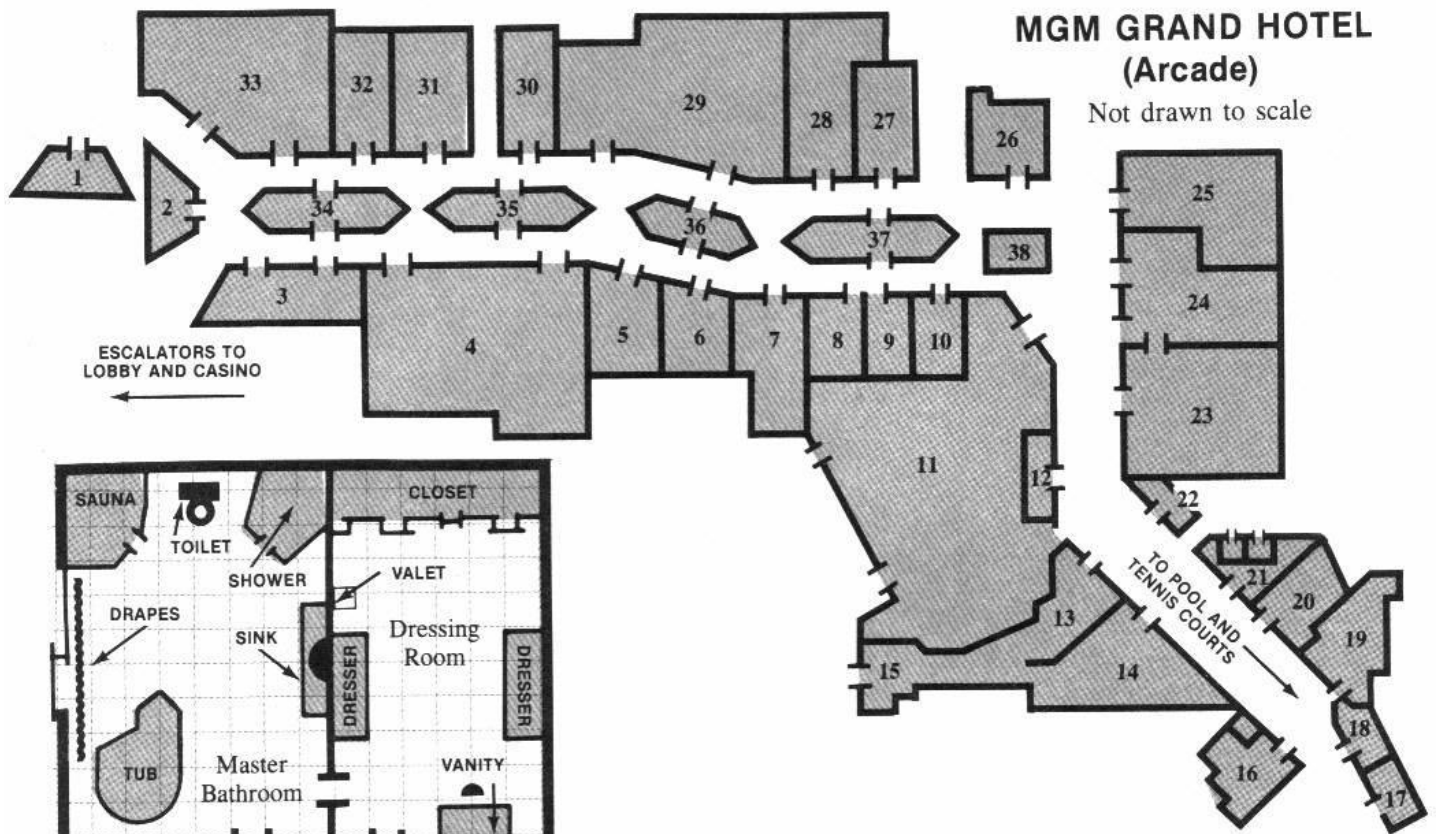 MGM GRAND HOTEL
(Arcade)
Not drawn to scale
33
32
31
30
29
28
27
26
25
1
2
34
35
36
37
38
24
3
4
5
6
7
8
9
10
23
ESCALATORS TO
LOBBY AND CASINO
11
12
22
21
20
19
13
14
15
16
18
17
TO POOL AND
TENNIS COURTS
SAUNA
TOILET
SHOWER
CLOSET
VALET
DRAPES
SINK
Dressing
Room
DRESSER
DRESSER
TUB
Master
Bathroom
VANITY